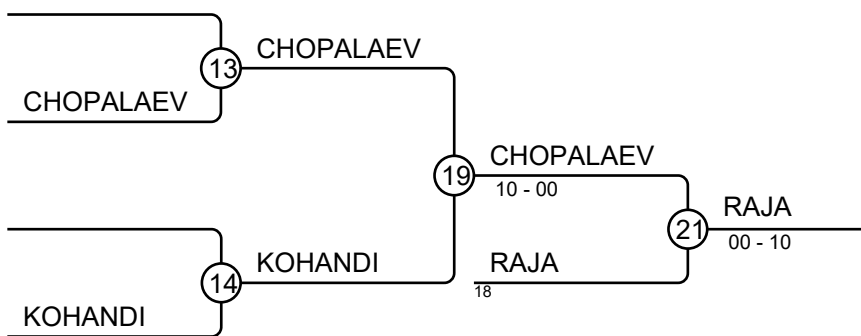 13
CHOPALAEV
CHOPALAEV
19
CHOPALAEV
10 - 00
21
RAJA
00 - 10
14
KOHANDI
KOHANDI
RAJA
18